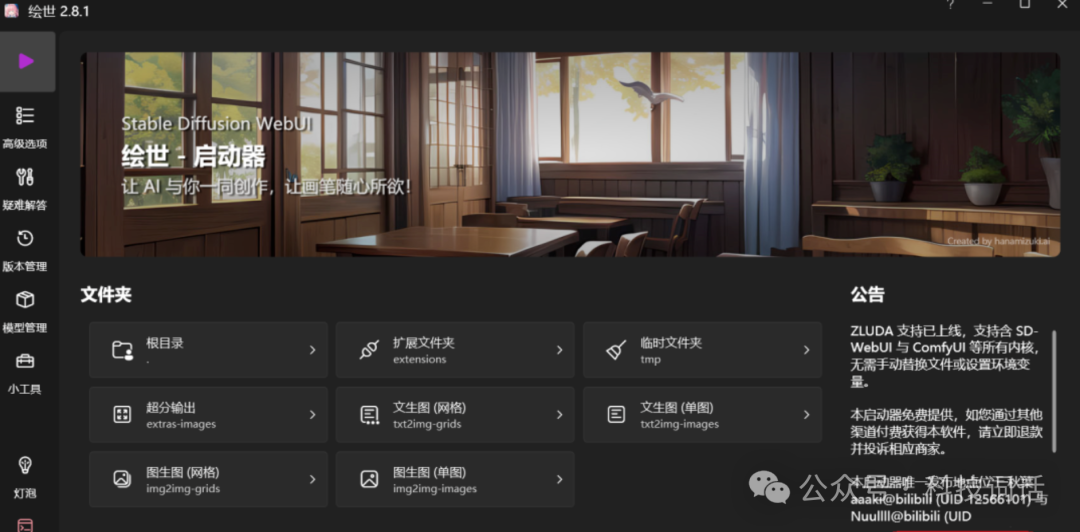 绘世 2.8.1
?
高级选项
疑难解答
版本管理
模型管理
小工具
灯泡
Stable Diffusion WebUI
绘世 - 启动器
让 AI 与你一同创作，让画笔随心所欲！
Created by hanamizuki.ai
文件夹
根目录
.
扩展文件夹
extensions
临时文件夹
tmp
超分输出
extras-images
文生图 (网格)
txt2img-grids
文生图 (单图)
txt2img-images
图生图 (网格)
img2img-grids
图生图 (单图)
img2img-images
公告
ZLUDA 支持已上线，支持含 SD-
WebUI 与 ComfyUI 等所有内核，
无需手动替换文件或设置环境变
量。
本启动器免费提供，如您通过其他
渠道付费获得本软件，请立即退款
并投诉相应商家。
本启动器唯一发布地点位于秋葉
aaaki@bilibili (UID 12566101) 与
Nuullll@bilibili (UID
公众号